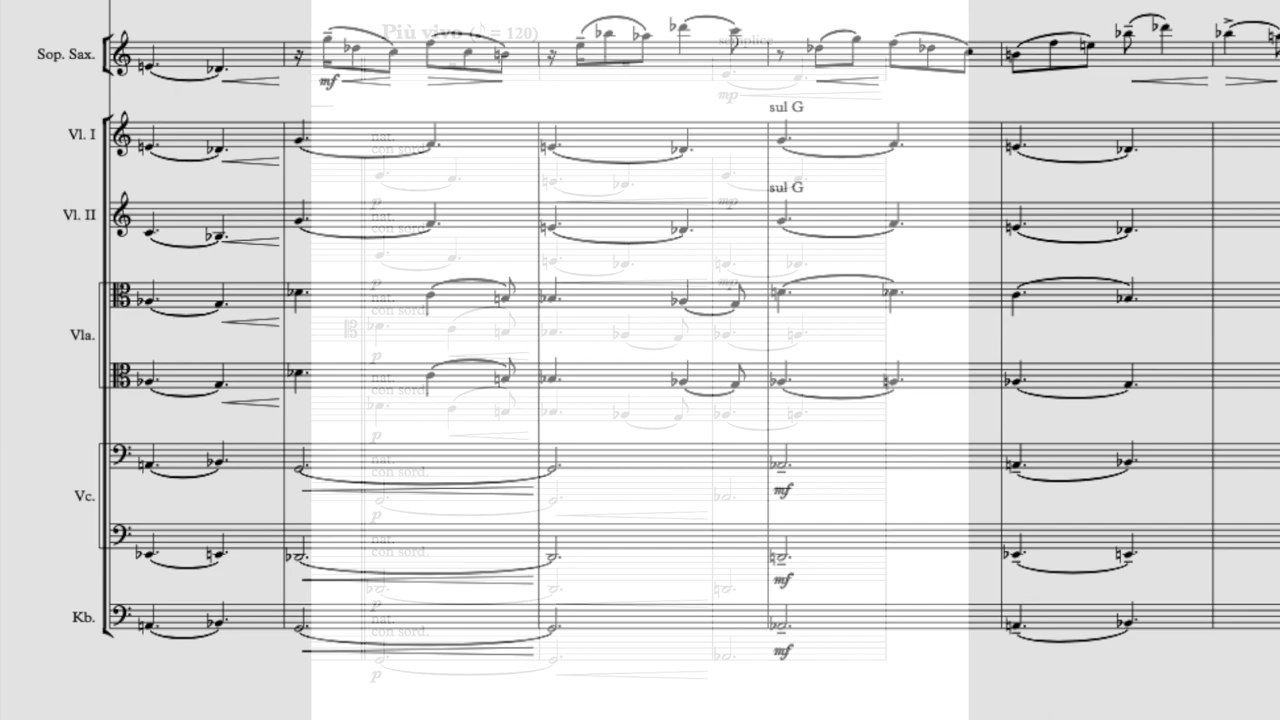 Più vivo (♪ = 120)
Sop. Sax.
semplice
mf
mp
sul G
Vl. I
nat.
con sord.
p
mp
sul G
Vl. II
nat.
con sord.
p
mp
nat.
con sord.
Vla.
p
nat.
con sord.
p
nat.
con sord.
mf
Vc.
p
nat.
con sord.
mf
p
Kb.
nat.
con sord.
mf
p